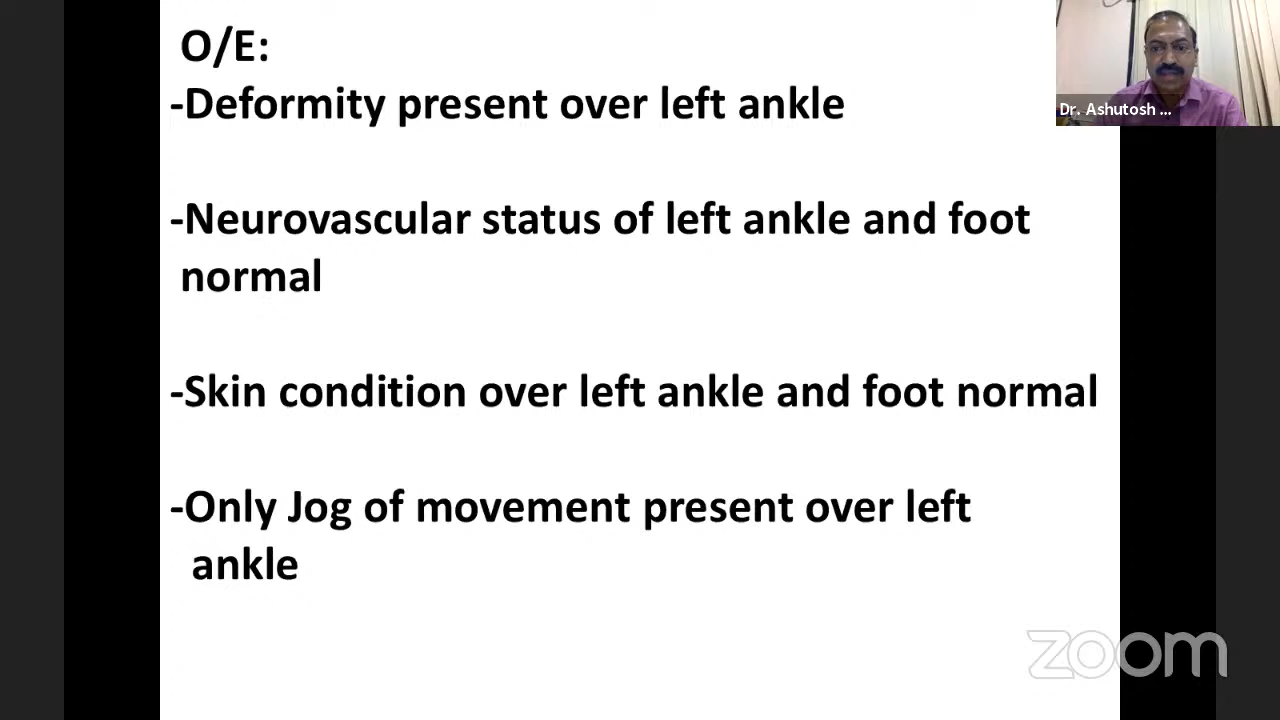 O/E:
-Deformity present over left ankle
-Neurovascular status of left ankle and foot
normal
-Skin condition over left ankle and foot normal
-Only Jog of movement present over left
ankle
Dr. Ashutosh ...
zoom